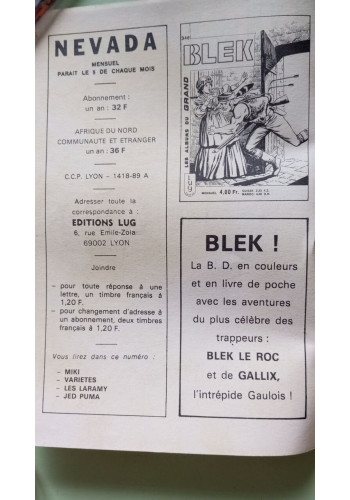 NEVADA
MENSUEL
PARAIT LE 5 DE CHAQUE MOIS
Abonnement :
un an : 32 F
AFRIQUE DU NORD
COMMUNAUTE ET ETRANGER
un an : 36 F
C.C.P. LYON - 1418-89 A
Adresser toute la
correspondance à :
EDITIONS LUG
6, rue Emile-Zola
69002 LYON
Joindre
- pour toute réponse à une
lettre, un timbre français à
1,20 F.
- pour changement d'adresse à
un abonnement, deux timbres
français à 1,20 F.
Vous lirez dans ce numéro :
- MIKI
- VARIETES
- LES LARAMY
- JED PUMA
BLEK
LES ALBUMS DU GRAND
LUG
MENSUEL 4,00 Fr.
BLEK !
La B. D. en couleurs
et en livre de poche
avec les aventures
du plus célèbre des
trappeurs :
BLEK LE ROC
et de GALLIX,
l'intrépide Gaulois !